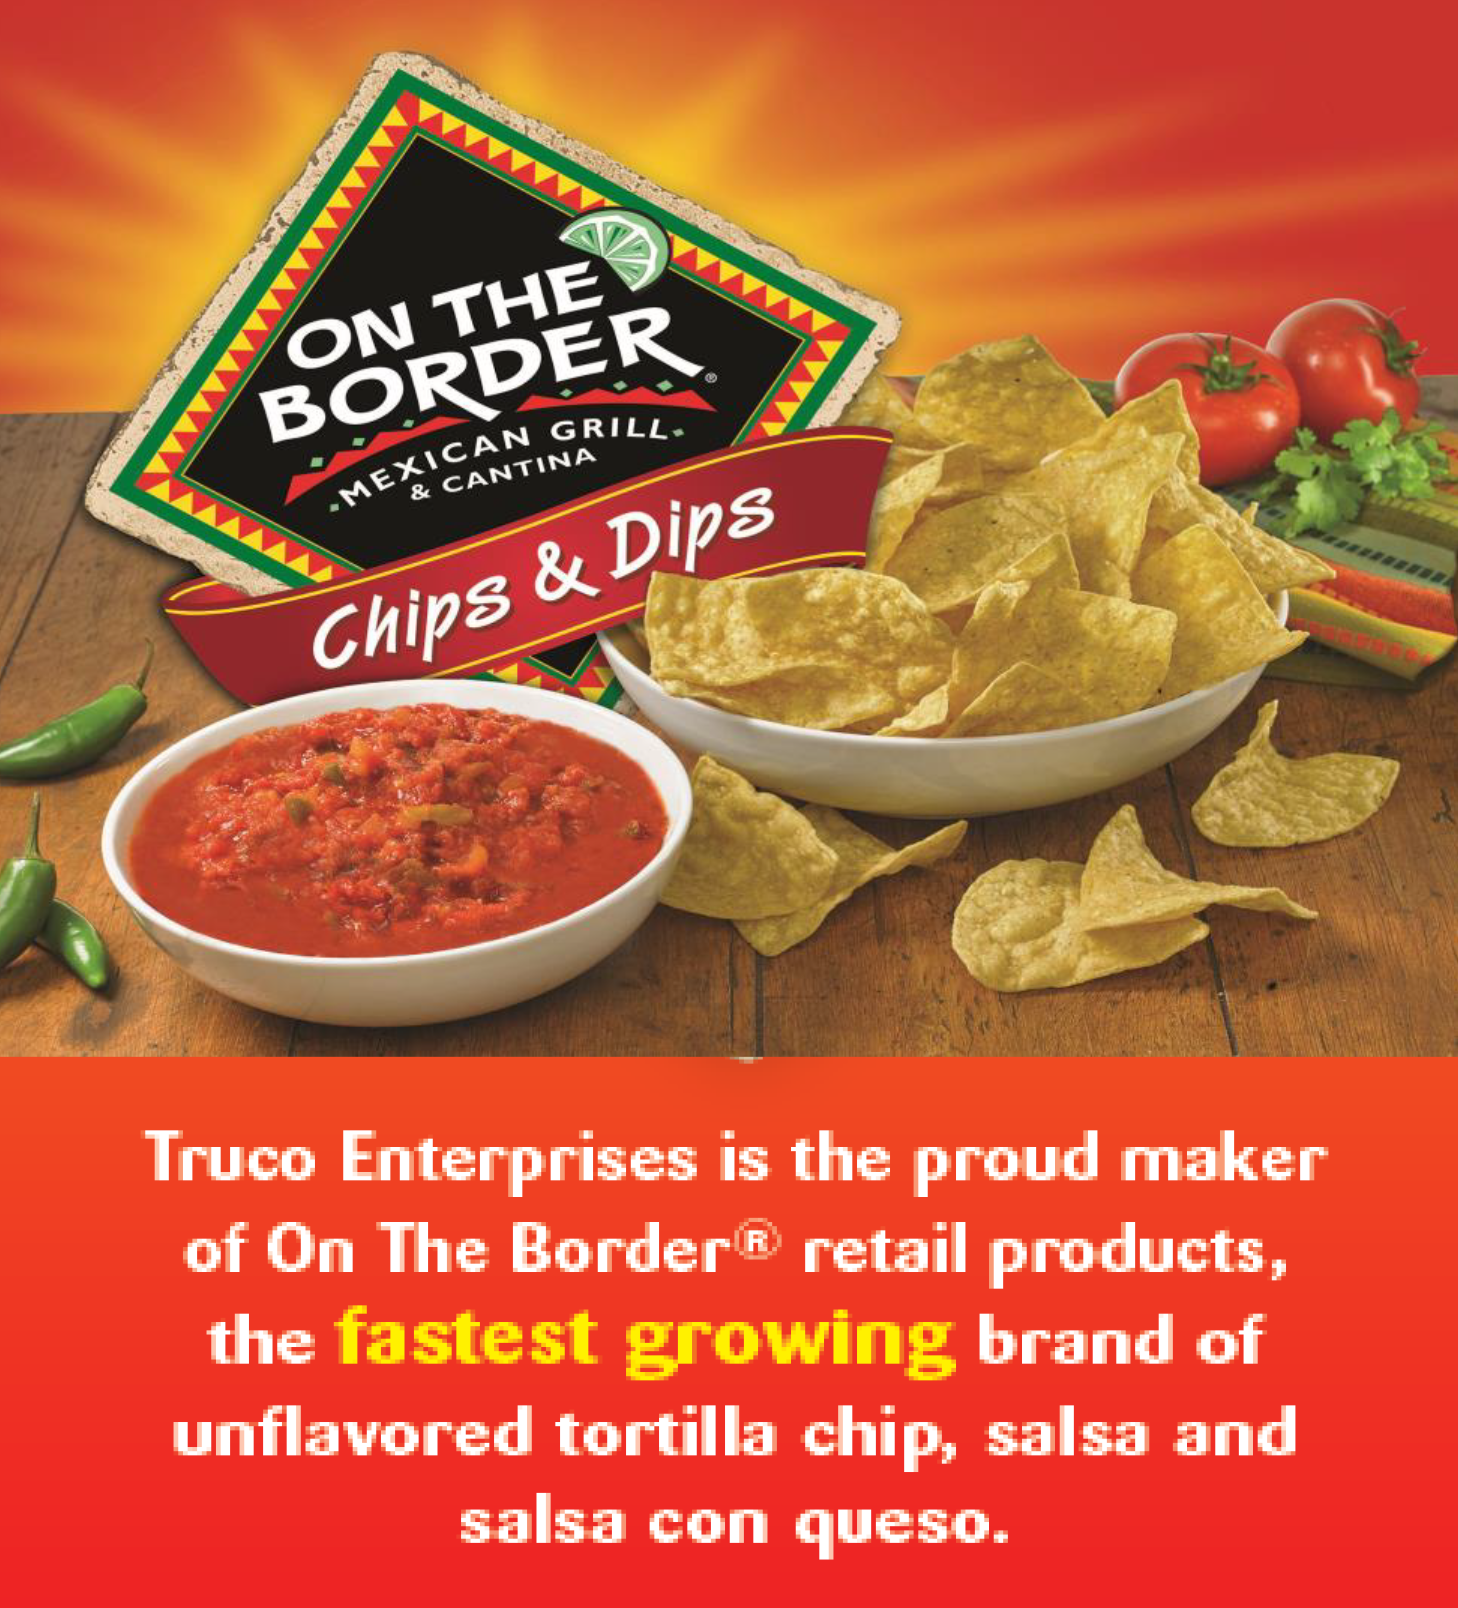 ON THE
BORDER®
MEXICAN GRILL
& CANTINA
Chips & Dips
Truco Enterprises is the proud maker
of On The Border® retail products,
the fastest growing brand of
unflavored tortilla chip, salsa and
salsa con queso.